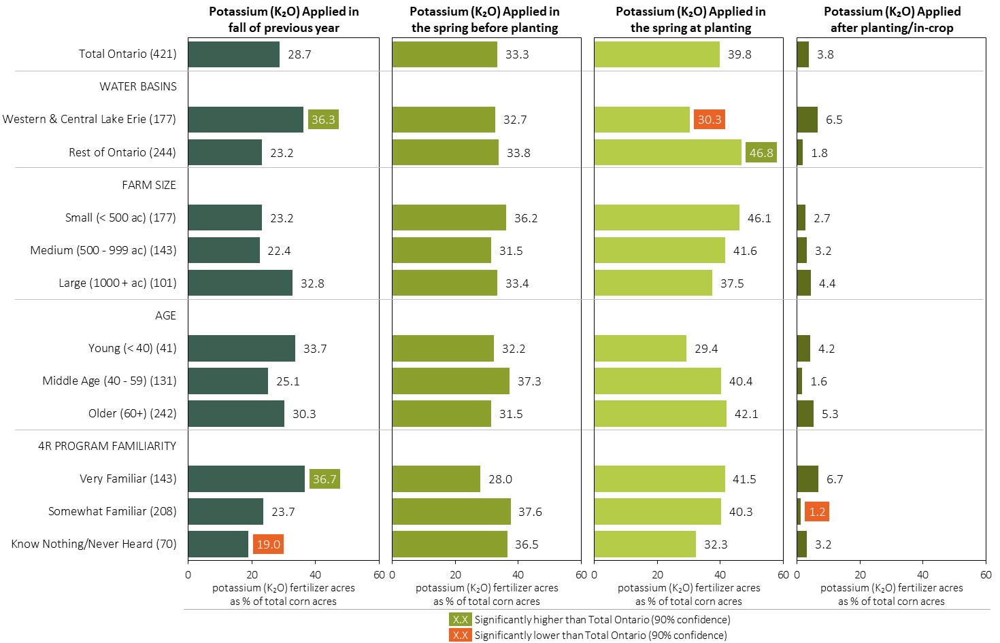 Potassium (K₂O) Applied in
fall of previous year
Potassium (K₂O) Applied in
the spring before planting
Potassium (K₂O) Applied in
the spring at planting
Potassium (K₂O) Applied
after planting/in-crop
Total Ontario (421) 28.7 33.3 39.8 3.8
WATER BASINS
Western & Central Lake Erie (177) 36.3 32.7 30.3 6.5
Rest of Ontario (244) 23.2 33.8 46.8 1.8
FARM SIZE
Small (< 500 ac) (177) 23.2 36.2 46.1 2.7
Medium (500 - 999 ac) (143) 22.4 31.5 41.6 3.2
Large (1000 + ac) (101) 32.8 33.4 37.5 4.4
AGE
Young (< 40) (41) 33.7 32.2 29.4 4.2
Middle Age (40 - 59) (131) 25.1 37.3 40.4 1.6
Older (60+) (242) 30.3 31.5 42.1 5.3
4R PROGRAM FAMILIARITY
Very Familiar (143) 36.7 28.0 41.5 6.7
Somewhat Familiar (208) 23.7 37.6 40.3 1.2
Know Nothing/Never Heard (70) 19.0 36.5 32.3 3.2
0 20 40 60 0 20 40 60 0 20 40 60 0 20 40 60
potassium (K₂O) fertilizer acres
as % of total corn acres
potassium (K₂O) fertilizer acres
as % of total corn acres
potassium (K₂O) fertilizer acres
as % of total corn acres
potassium (K₂O) fertilizer acres
as % of total corn acres
X.X Significantly higher than Total Ontario (90% confidence)
X.X Significantly lower than Total Ontario (90% confidence)